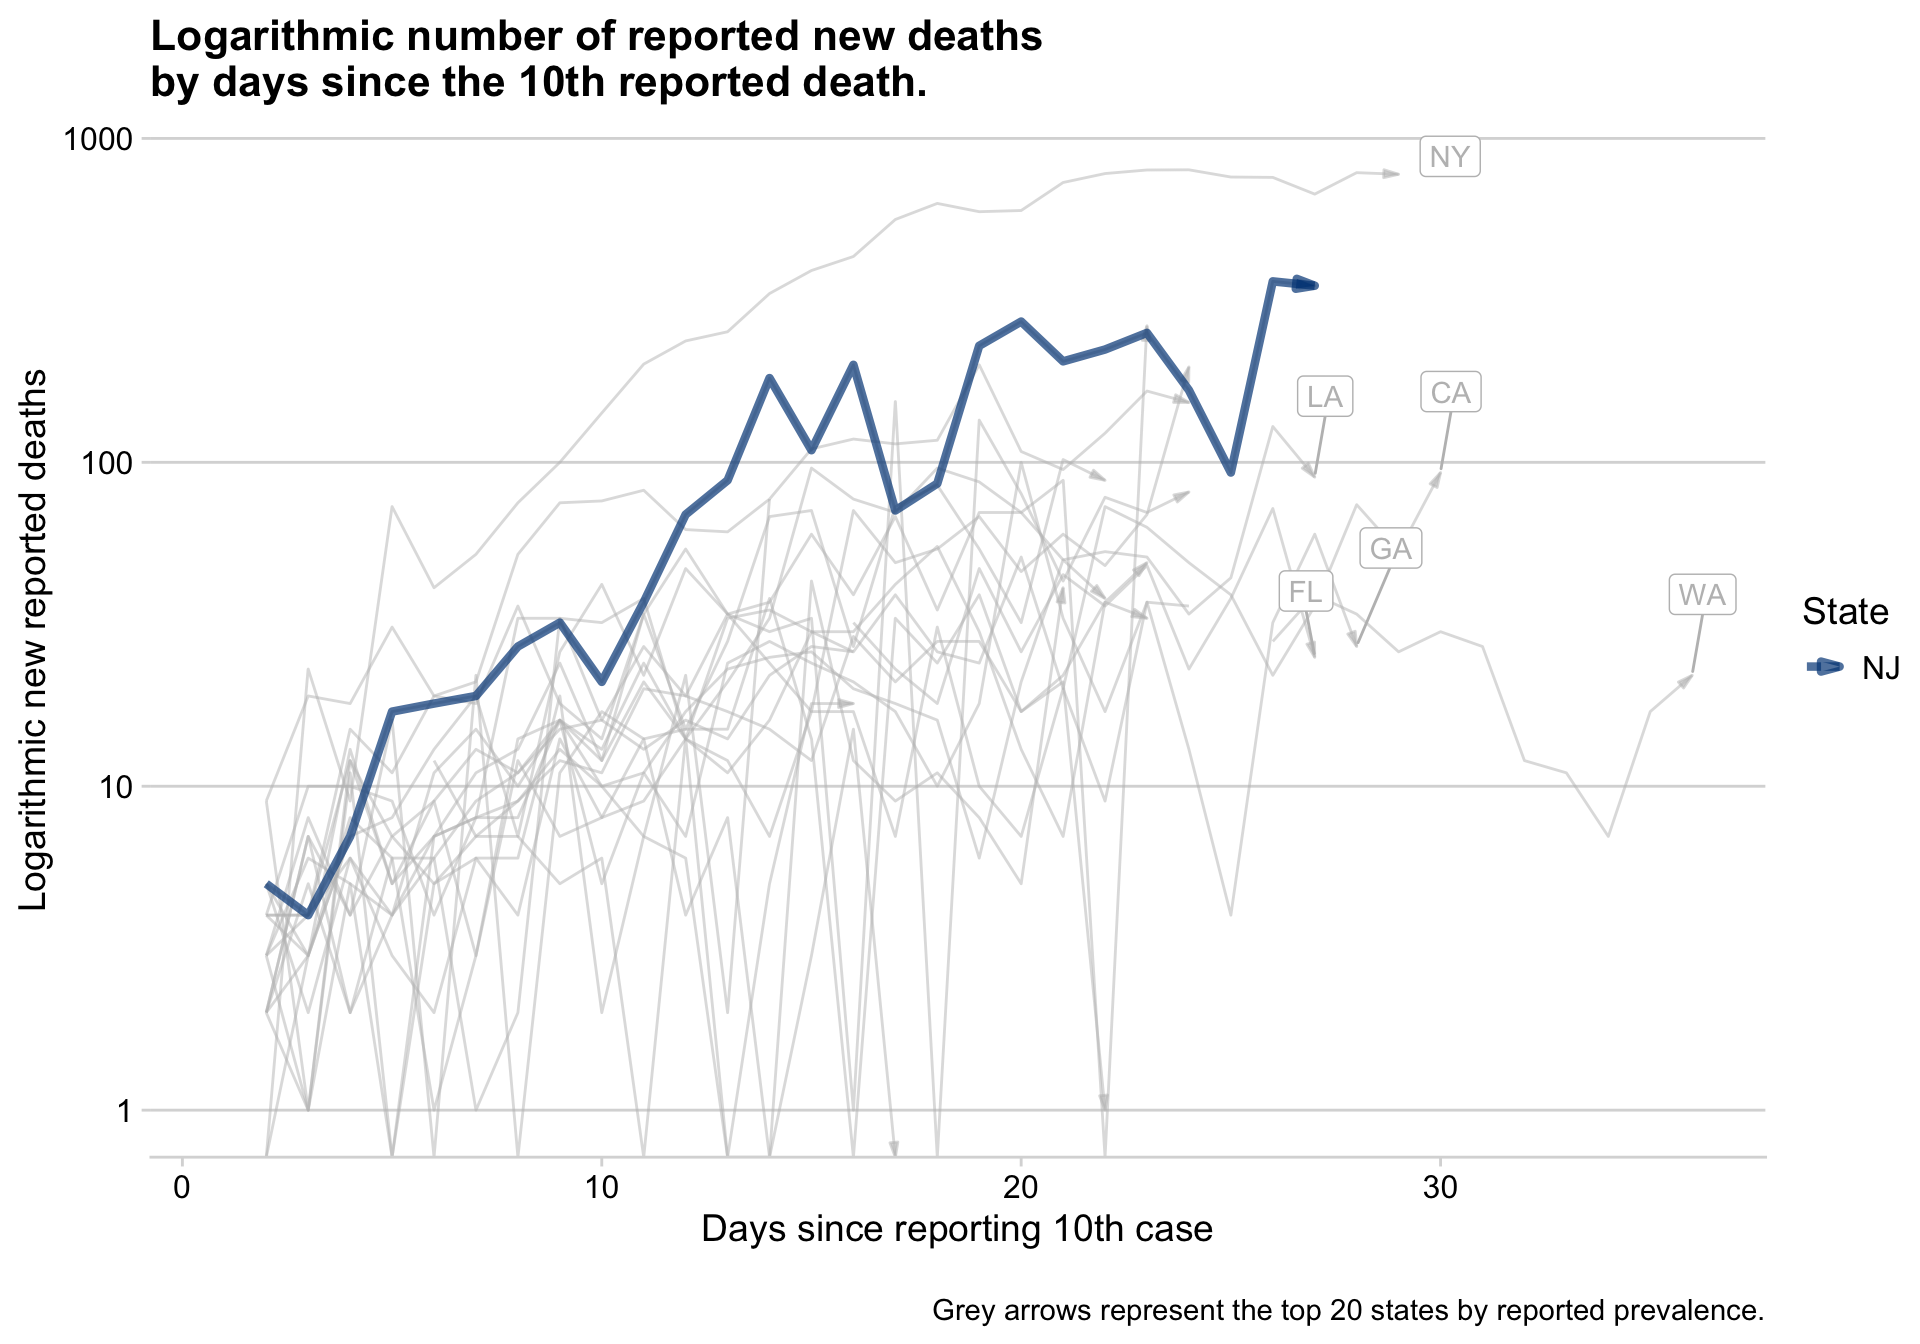 Logarithmic number of reported new deaths
by days since the 10th reported death.
Logarithmic new reported deaths
1000
100
10
1
NY
LA
CA
GA
FL
WA
State
NJ
0
10
20
30
Days since reporting 10th case
Grey arrows represent the top 20 states by reported prevalence.